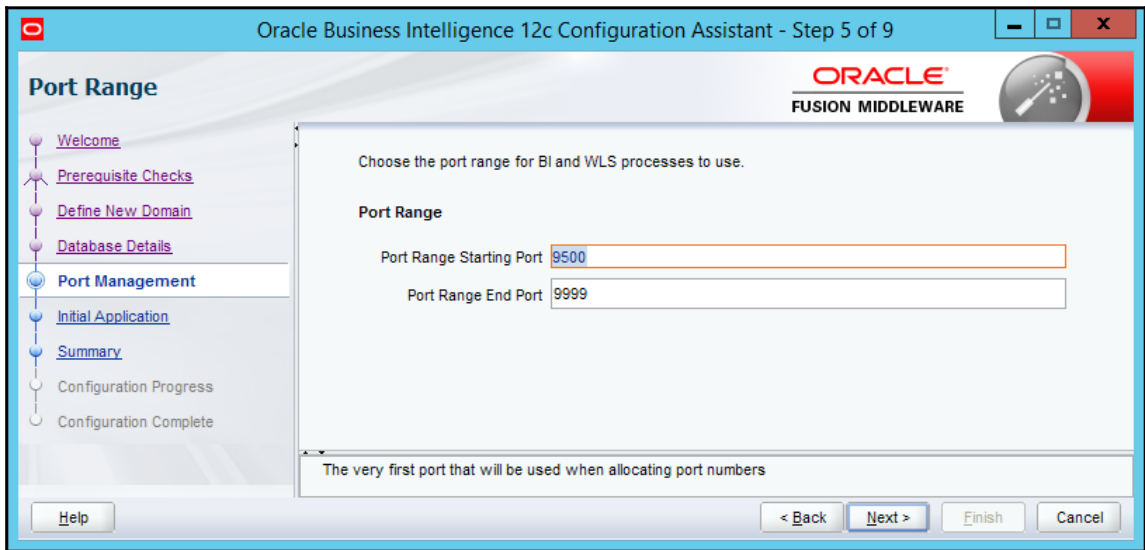 Oracle Business Intelligence 12c Configuration Assistant - Step 5 of 9
Port Range
ORACLE
FUSION MIDDLEWARE
Welcome
Prerequisite Checks
Define New Domain
Database Details
Port Management
Initial Application
Summary
Configuration Progress
Configuration Complete
Choose the port range for BI and WLS processes to use.
Port Range
Port Range Starting Port 9500
Port Range End Port 9999
The very first port that will be used when allocating port numbers
Help
< Back Next > Finish Cancel